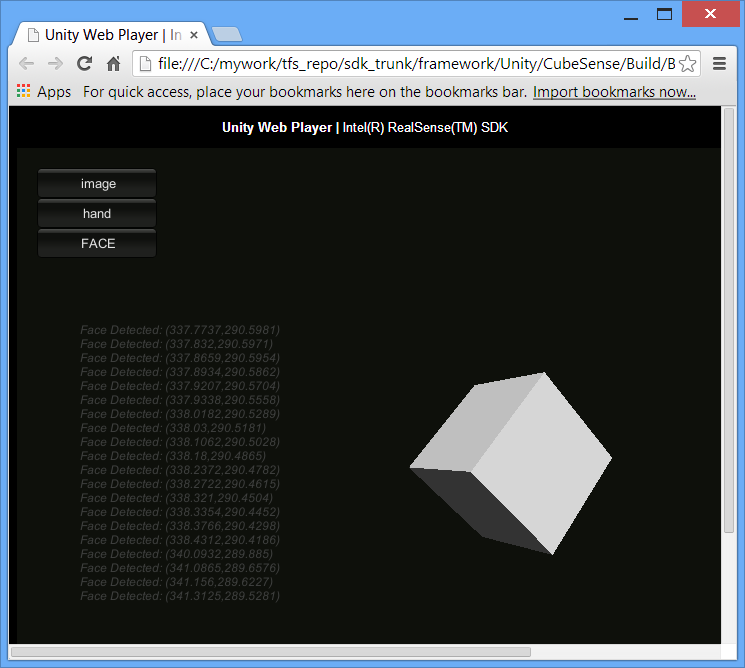 Unity Web Player | In
file:///C:/mywork/tfs_repo/sdk_trunk/framework/Unity/CubeSense/Build/B
Apps For quick access, place your bookmarks here on the bookmarks bar. Import bookmarks now...
Unity Web Player | Intel(R) RealSense(TM) SDK
image
hand
FACE
Face Detected: (337.7737,290.5981)
Face Detected: (337.832,290.5971)
Face Detected: (337.8659,290.5954)
Face Detected: (337.8934,290.5862)
Face Detected: (337.9207,290.5704)
Face Detected: (337.9338,290.5558)
Face Detected: (338.0182,290.5289)
Face Detected: (338.03,290.5181)
Face Detected: (338.1062,290.5028)
Face Detected: (338.18,290.4865)
Face Detected: (338.2372,290.4782)
Face Detected: (338.2722,290.4615)
Face Detected: (338.321,290.4504)
Face Detected: (338.3354,290.4452)
Face Detected: (338.3766,290.4298)
Face Detected: (338.4312,290.4186)
Face Detected: (340.0932,289.885)
Face Detected: (341.0865,289.6576)
Face Detected: (341.156,289.6227)
Face Detected: (341.3125,289.5281)